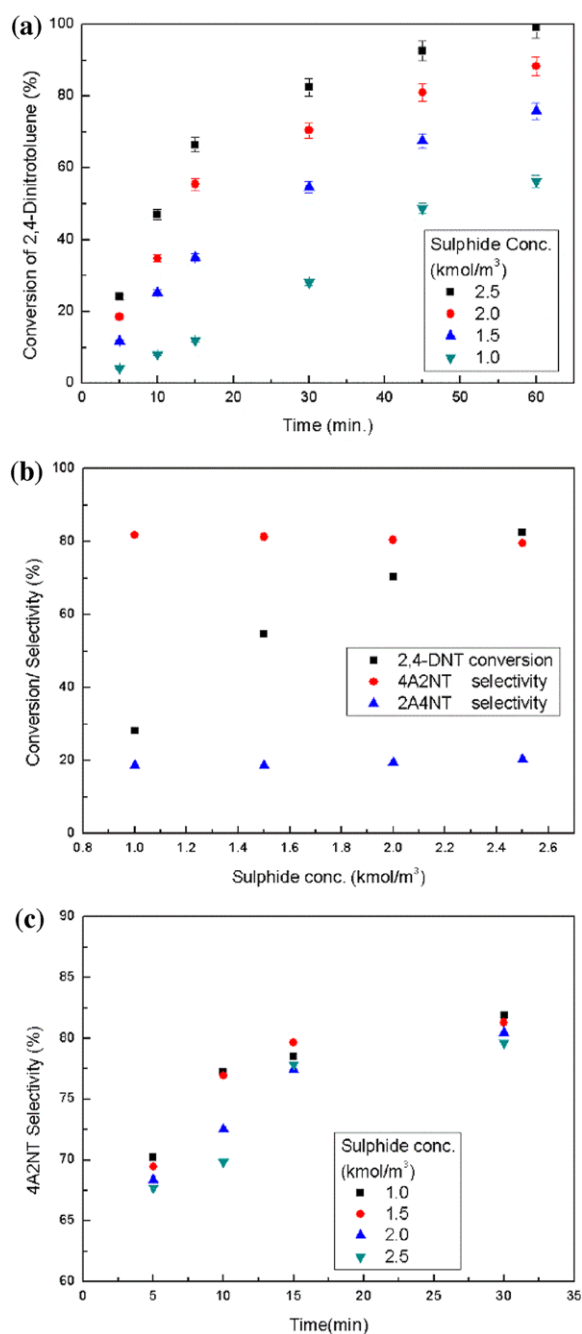 (a)
100
80
60
40
20
0
Conversion of 2,4-Dinitrotoluene (%)
Sulphide Conc.
(kmol/m³)
2.5
2.0
1.5
1.0
0 10 20 30 40 50 60
Time (min.)
(b)
100
80
60
40
20
0
Conversion/ Selectivity (%)
2,4-DNT conversion
4A2NT selectivity
2A4NT selectivity
0.8 1.0 1.2 1.4 1.6 1.8 2.0 2.2 2.4 2.6
Sulphide conc. (kmol/m³)
(c)
90
85
80
75
70
65
60
4A2NT Selectivity (%)
Sulphide conc.
(kmol/m³)
1.0
1.5
2.0
2.5
0 5 10 15 20 25 30 35
Time(min)